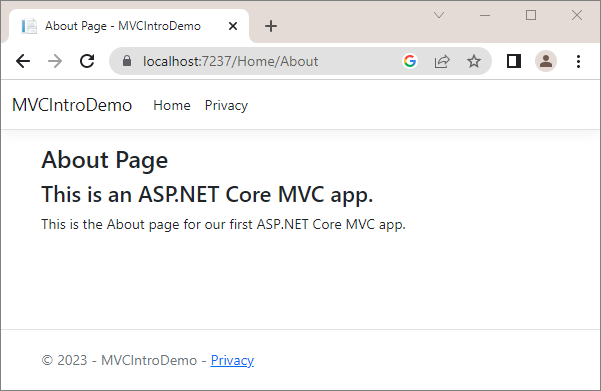 About Page - MVCIntroDemo
localhost:7237/Home/About
MVCIntroDemo Home Privacy
About Page
This is an ASP.NET Core MVC app.
This is the About page for our first ASP.NET Core MVC app.
© 2023 - MVCIntroDemo - Privacy